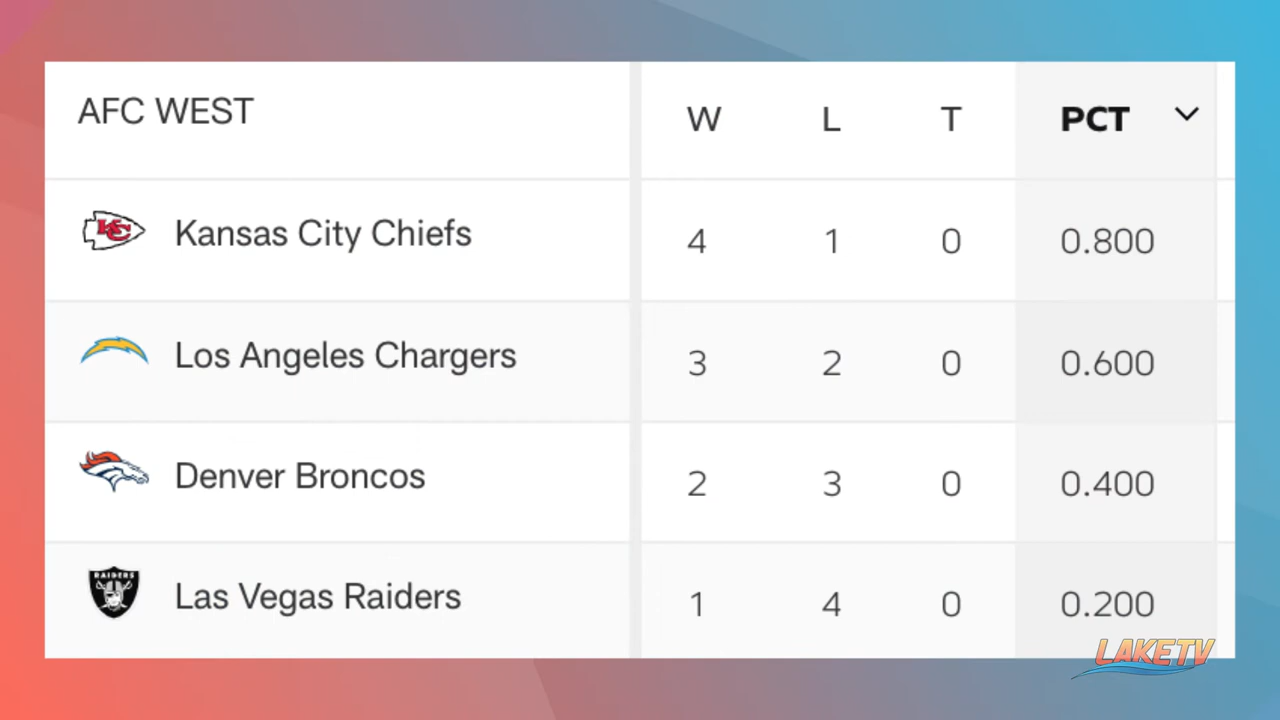 AFC WEST W L T PCT
KC
Kansas City Chiefs 4 1 0 0.800
Los Angeles Chargers 3 2 0 0.600
Denver Broncos 2 3 0 0.400
RAIDERS
Las Vegas Raiders 1 4 0 0.200
LAKETV